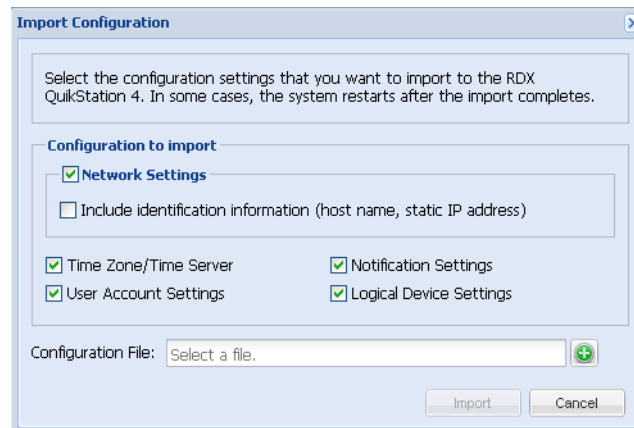 Import Configuration
Select the configuration settings that you want to import to the RDX
QuikStation 4. In some cases, the system restarts after the import completes.
Configuration to import
Network Settings
Include identification information (host name, static IP address)
Time Zone/Time Server
Notification Settings
User Account Settings
Logical Device Settings
Configuration File: Select a file.
Import Cancel